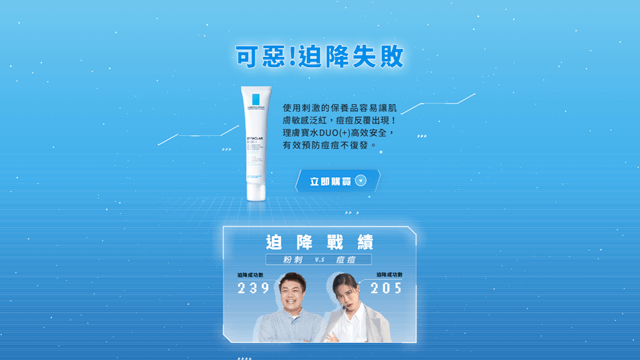 可惡!迫降失敗
使用刺激的保養品容易讓肌
膚敏感泛紅，痘痘反覆出現！
理膚寶水DUO(+)高效安全，
有效預防痘痘不復發。
立即購買
迫降戰績
粉刺 V.S 痘痘
迫降成功數
239
迫降成功數
205